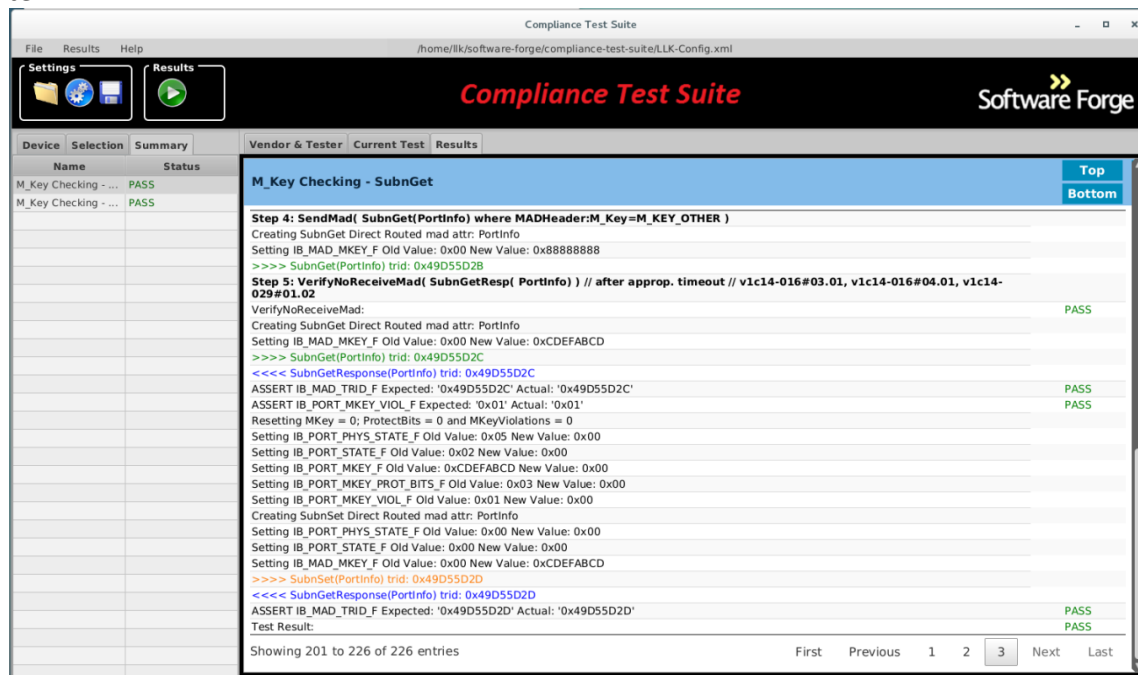 Compliance Test Suite
File Results Help /home/llk/software-forge/compliance-test-suite/LLK-Config.xml
Settings Results
Compliance Test Suite
Software Forge
Device Selection Summary Vendor & Tester Current Test Results
Name Status
M_Key Checking - ... PASS
M_Key Checking - ... PASS
M_Key Checking - SubnGet
Top
Bottom
Step 4: SendMad( SubnGet(PortInfo) where MADHeader:M_Key=M_KEY_OTHER )
Creating SubnGet Direct Routed mad attr: PortInfo
Setting IB_MAD_MKEY_F Old Value: 0x00 New Value: 0x88888888
>>>> SubnGet(PortInfo) trid: 0x49D55D2B
Step 5: VerifyNoReceiveMad( SubnGetResp( PortInfo) ) // after approp. timeout // v1c14-016#03.01, v1c14-016#04.01, v1c14-
029#01.02
VerifyNoReceiveMad: PASS
Creating SubnGet Direct Routed mad attr: PortInfo
Setting IB_MAD_MKEY_F Old Value: 0x00 New Value: 0xCDEFABCD
>>>> SubnGet(PortInfo) trid: 0x49D55D2C
<<<< SubnGetResponse(PortInfo) trid: 0x49D55D2C
ASSERT IB_MAD_TRID_F Expected: '0x49D55D2C' Actual: '0x49D55D2C' PASS
ASSERT IB_PORT_MKEY_VIOL_F Expected: '0x01' Actual: '0x01' PASS
Resetting MKey = 0; ProtectBits = 0 and MKeyViolations = 0
Setting IB_PORT_PHYS_STATE_F Old Value: 0x05 New Value: 0x00
Setting IB_PORT_STATE_F Old Value: 0x02 New Value: 0x00
Setting IB_PORT_MKEY_F Old Value: 0xCDEFABCD New Value: 0x00
Setting IB_PORT_MKEY_PROT_BITS_F Old Value: 0x03 New Value: 0x00
Setting IB_PORT_MKEY_VIOL_F Old Value: 0x01 New Value: 0x00
Creating SubnSet Direct Routed mad attr: PortInfo
Setting IB_PORT_PHYS_STATE_F Old Value: 0x00 New Value: 0x00
Setting IB_PORT_STATE_F Old Value: 0x00 New Value: 0x00
Setting IB_MAD_MKEY_F Old Value: 0x00 New Value: 0xCDEFABCD
>>>> SubnSet(PortInfo) trid: 0x49D55D2D
<<<< SubnGetResponse(PortInfo) trid: 0x49D55D2D
ASSERT IB_MAD_TRID_F Expected: '0x49D55D2D' Actual: '0x49D55D2D' PASS
Test Result: PASS
Showing 201 to 226 of 226 entries First Previous 1 2 3 Next Last